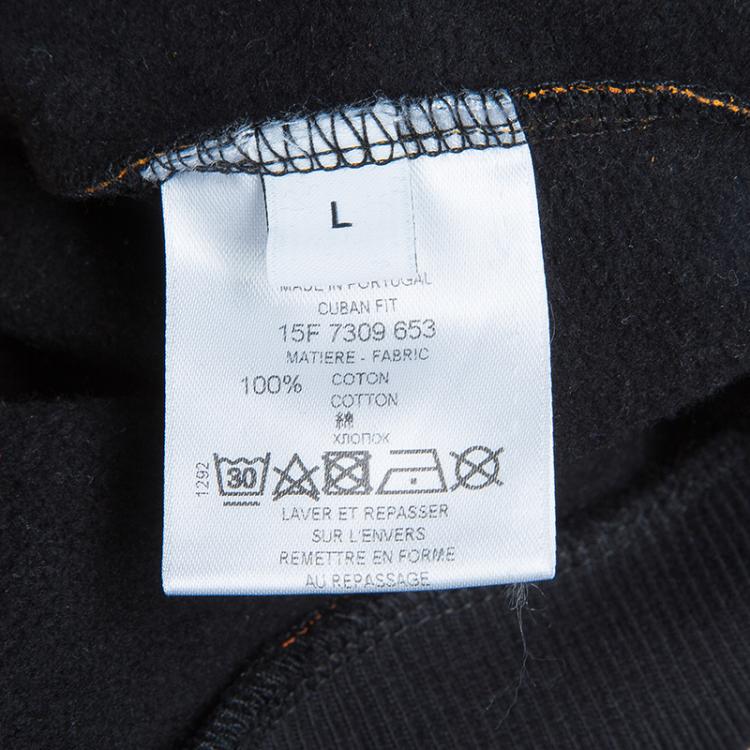 L
MADE IN PORTUGAL
CUBAN FIT
15F 7309 653
MATIERE - FABRIC
100% COTON
COTTON
綿
ХЛОПОК
1292
30
LAVER ET REPASSER
SUR L'ENVERS
REMETTRE EN FORME
AU REPASSAGE